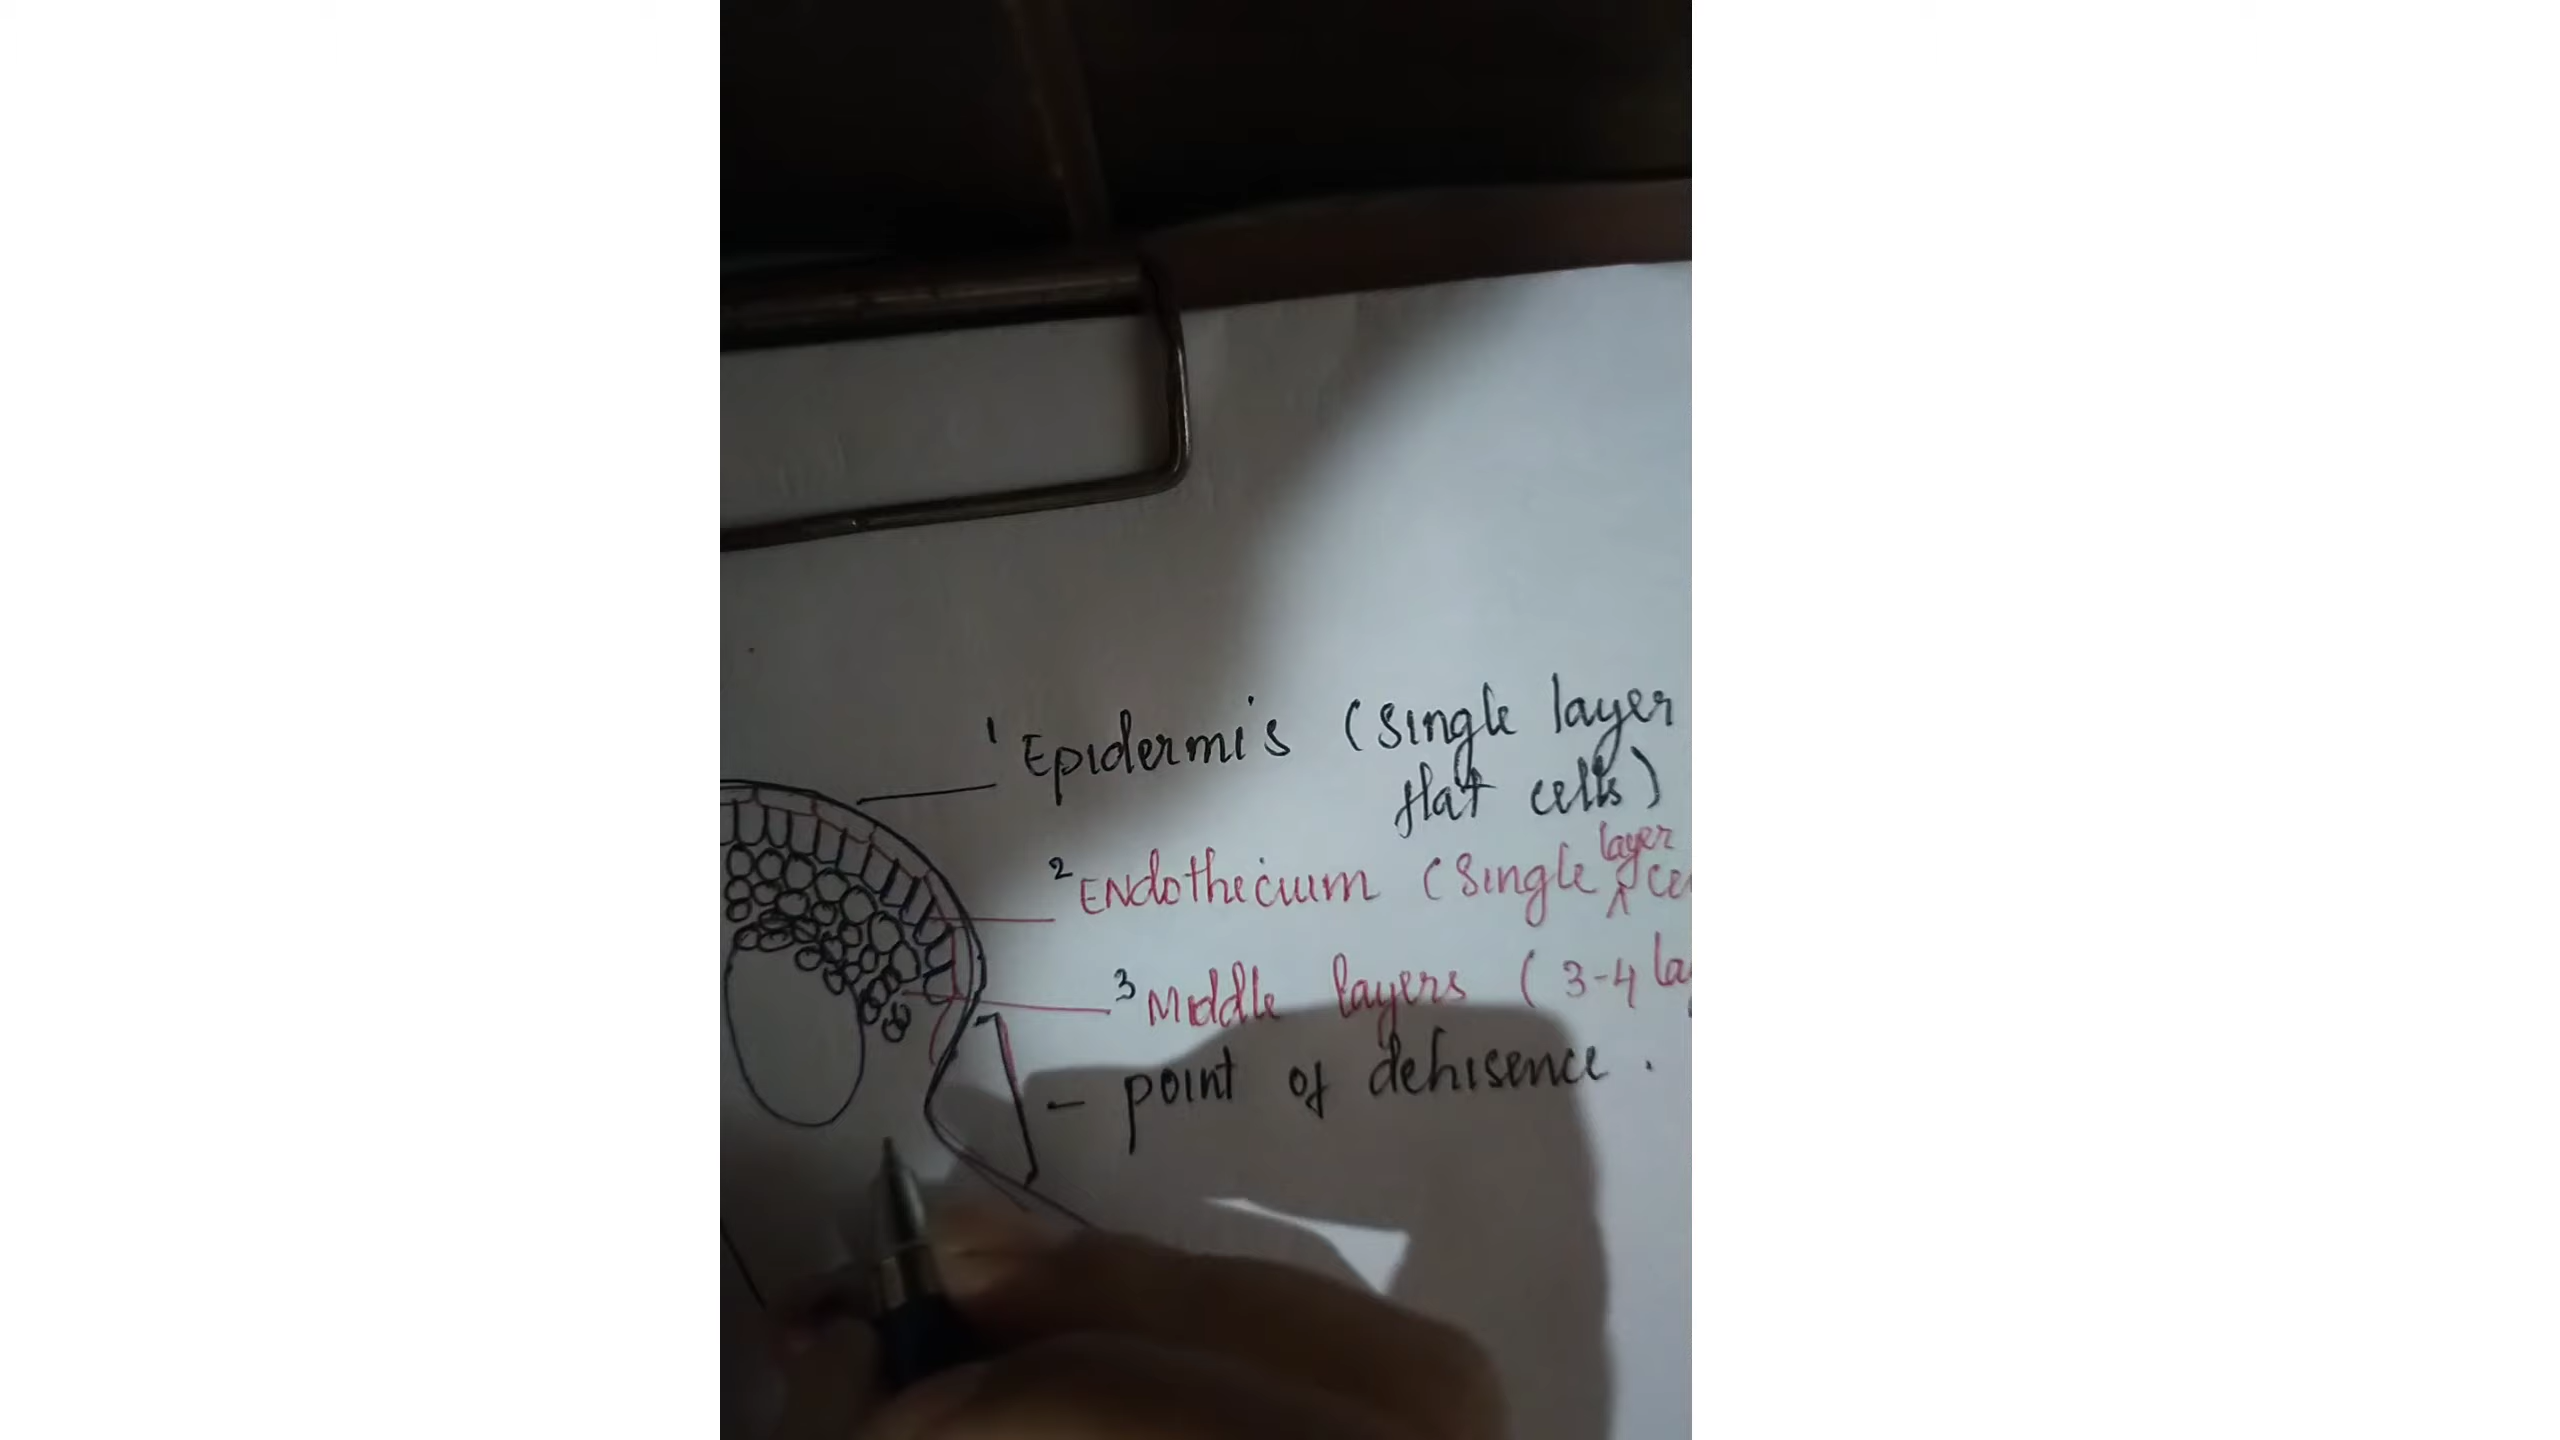 1 Epidermis (single layer
flat cells)
layer
2 Endothecium (Single ^
3 Middle layers ( 3-4
- point of dehisence .